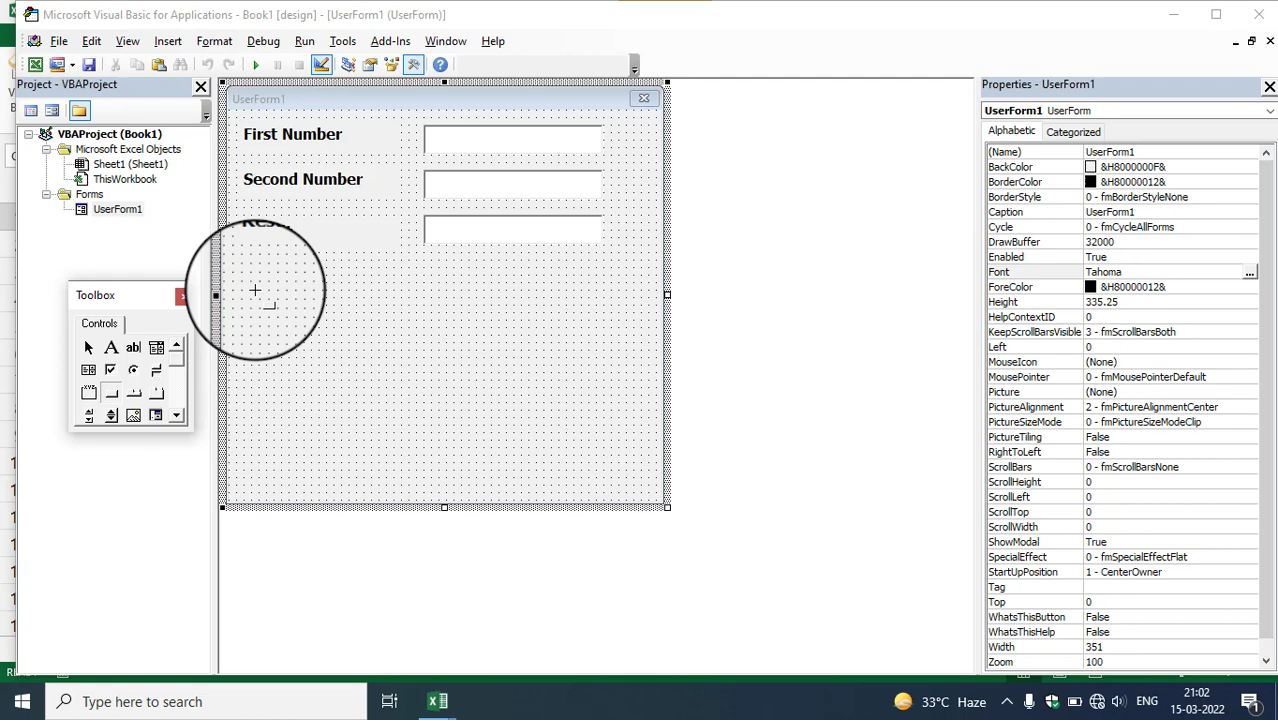 Microsoft Visual Basic for Applications - Book1 [design] - [UserForm1 (UserForm)]
File Edit View Insert Format Debug Run Tools Add-Ins Window Help
Project - VBAProject
VBAProject (Book1)
Microsoft Excel Objects
Sheet1 (Sheet1)
ThisWorkbook
Forms
UserForm1
Toolbox
Controls
A ab|
UserForm1
First Number
Second Number
Properties - UserForm1
UserForm1 UserForm
Alphabetic Categorized
(Name) UserForm1
BackColor &H8000000F&
BorderColor &H80000012&
BorderStyle 0 - fmBorderStyleNone
Caption UserForm1
Cycle 0 - fmCycleAllForms
DrawBuffer 32000
Enabled True
Font Tahoma ...
ForeColor &H80000012&
Height 335.25
HelpContextID 0
KeepScrollBarsVisible 3 - fmScrollBarsBoth
Left 0
MouseIcon (None)
MousePointer 0 - fmMousePointerDefault
Picture (None)
PictureAlignment 2 - fmPictureAlignmentCenter
PictureSizeMode 0 - fmPictureSizeModeClip
PictureTiling False
RightToLeft False
ScrollBars 0 - fmScrollBarsNone
ScrollHeight 0
ScrollLeft 0
ScrollTop 0
ScrollWidth 0
ShowModal True
SpecialEffect 0 - fmSpecialEffectFlat
StartUpPosition 1 - CenterOwner
Tag
Top 0
WhatsThisButton False
WhatsThisHelp False
Width 351
Zoom 100
Type here to search
33°C Haze
ENG
21:02
15-03-2022